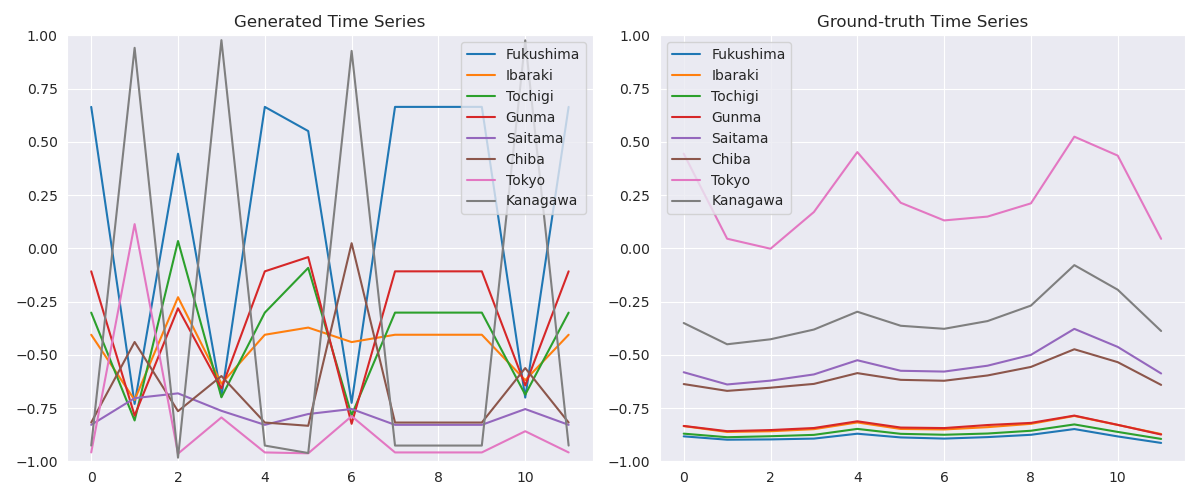 Generated Time Series
1.00
0.75
0.50
0.25
0.00
−0.25
−0.50
−0.75
−1.00
0 2 4 6 8 10
Fukushima
Ibaraki
Tochigi
Gunma
Saitama
Chiba
Tokyo
Kanagawa
Ground-truth Time Series
1.00
0.75
0.50
0.25
0.00
−0.25
−0.50
−0.75
−1.00
0 2 4 6 8 10
Fukushima
Ibaraki
Tochigi
Gunma
Saitama
Chiba
Tokyo
Kanagawa